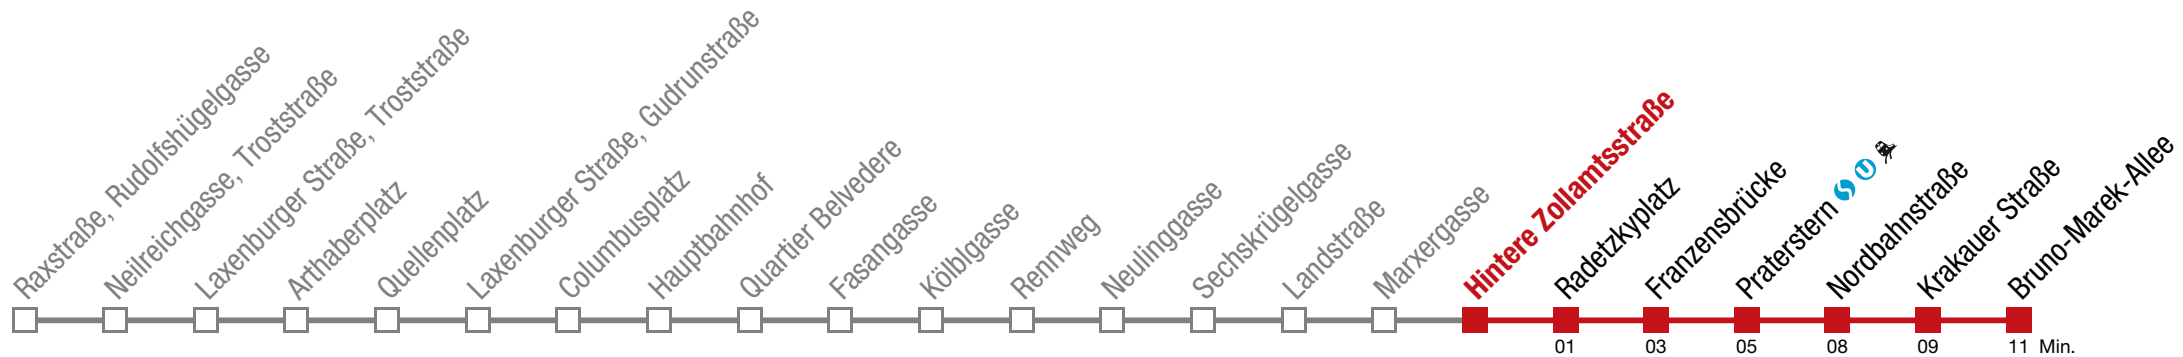 Raxstraße, Rudolfshügelgasse
Neilreichgasse, Troststraße
Laxenburger Straße, Troststraße
Arthaberplatz
Quellenplatz
Laxenburger Straße, Gudrunstraße
Columbusplatz
Hauptbahnhof
Quartier Belvedere
Fasangasse
Kölblgasse
Rennweg
Neulinggasse
Sechskrügelgasse
Landstraße
Marxergasse
Hintere Zollamtsstraße
Radetzkyplatz
Franzensbrücke
Praterstern S U
Nordbahnstraße
Krakauer Straße
Bruno-Marek-Allee
01 03 05 08 09 11 Min.